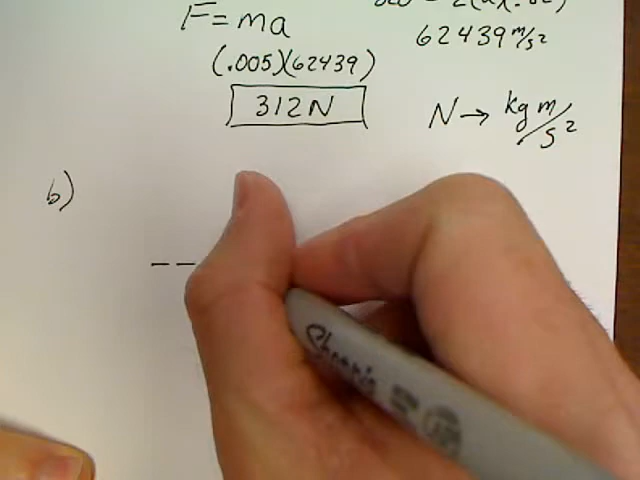 F = ma
62439 m/s²
(.005)(62439)
312N
N → kg m/s²
b)
Sharpie